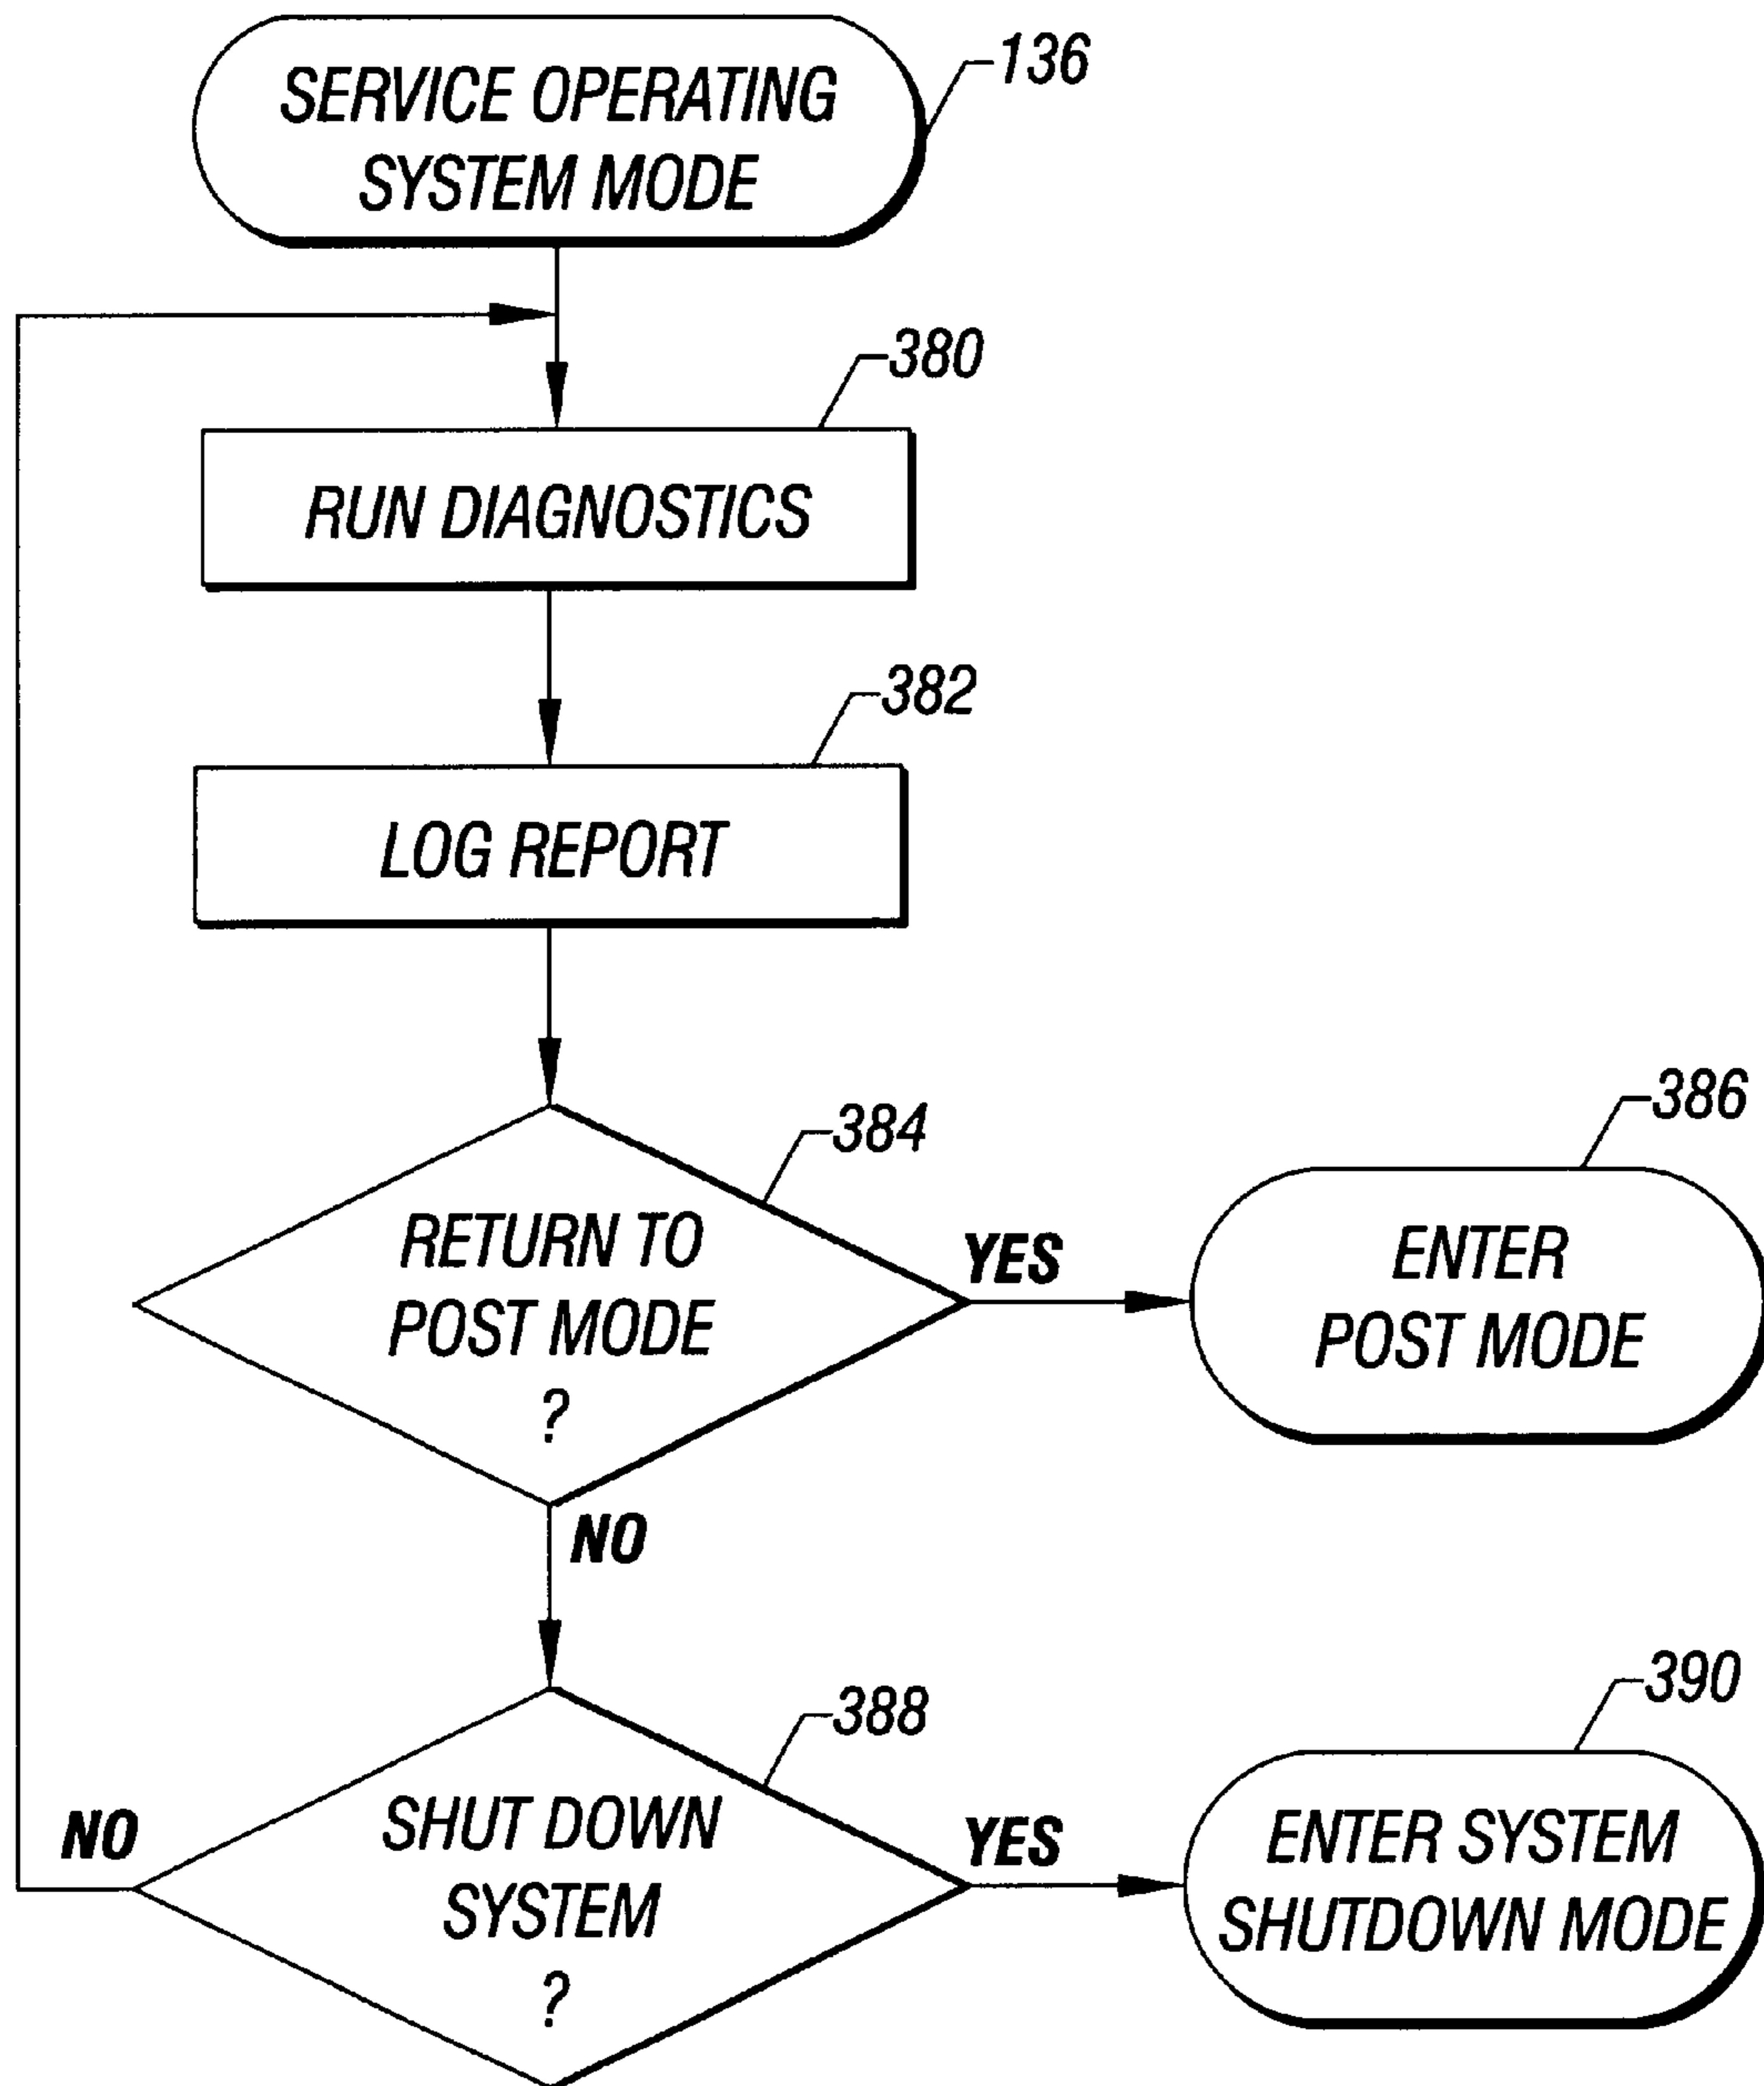 SERVICE OPERATING
SYSTEM MODE
136
380
RUN DIAGNOSTICS
382
LOG REPORT
384
RETURN TO
POST MODE
?
YES
386
ENTER
POST MODE
NO
388
SHUT DOWN
SYSTEM
?
NO
YES
390
ENTER SYSTEM
SHUTDOWN MODE